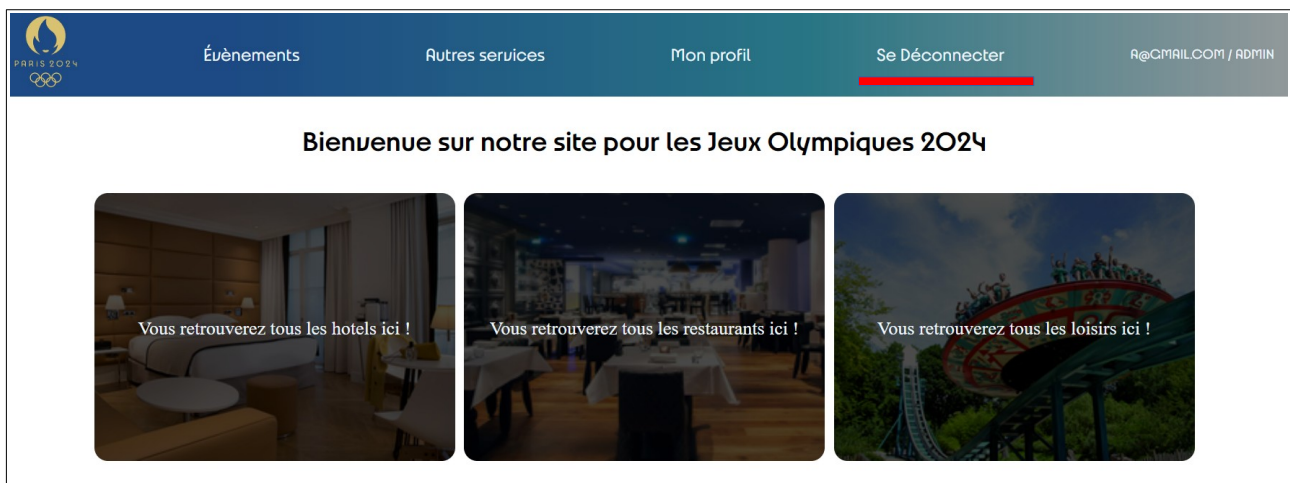 PARIS 2024
Évènements
Autres services
Mon profil
Se Déconnecter
A@GMAIL.COM / ADMIN
Bienvenue sur notre site pour les Jeux Olympiques 2024
Vous retrouverez tous les hotels ici !
Vous retrouverez tous les restaurants ici !
Vous retrouverez tous les loisirs ici !